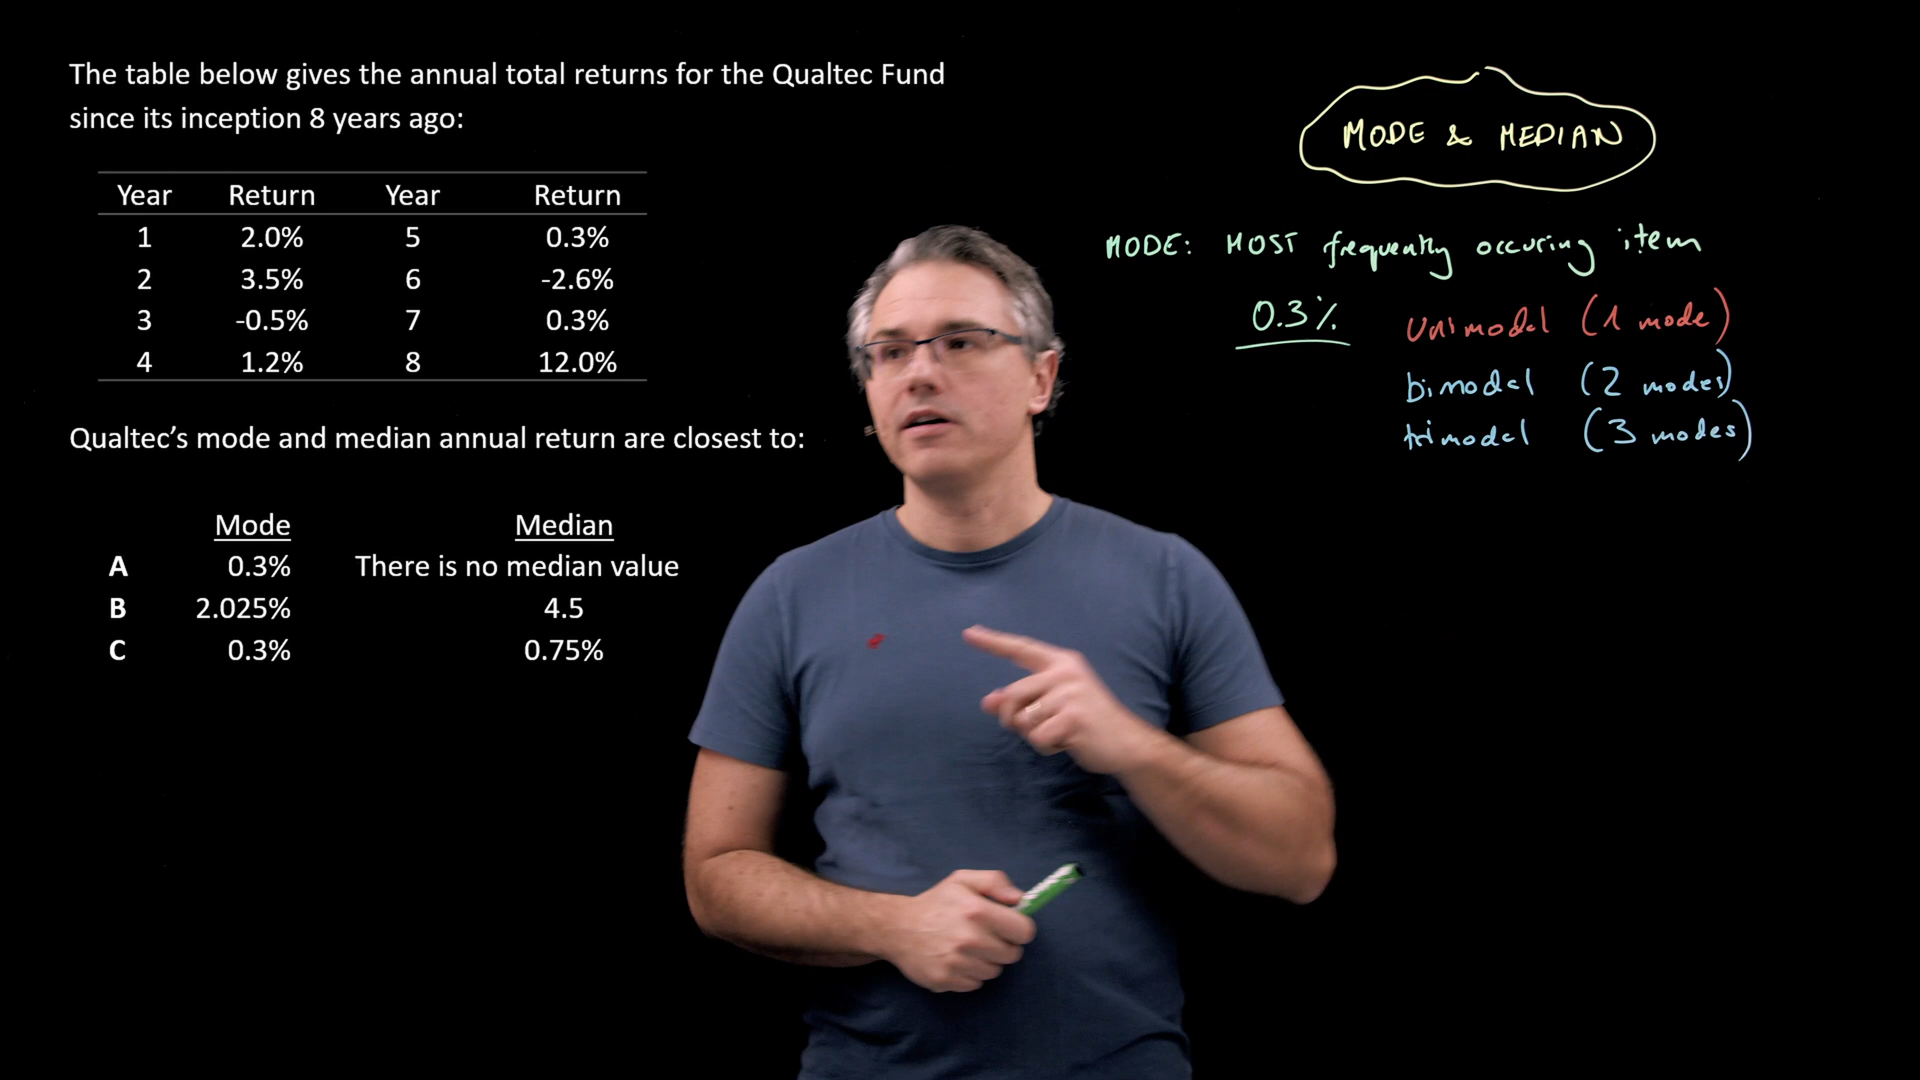 The table below gives the annual total returns for the Qualtec Fund
since its inception 8 years ago:
Year Return Year Return
1 2.0% 5 0.3%
2 3.5% 6 -2.6%
3 -0.5% 7 0.3%
4 1.2% 8 12.0%
Qualtec's mode and median annual return are closest to:
Mode Median
A 0.3% There is no median value
B 2.025% 4.5
C 0.3% 0.75%
MODE & MEDIAN
MODE: MOST frequently occuring item
0.3% Unimodal (1 mode)
bimodal (2 modes)
trimodal (3 modes)